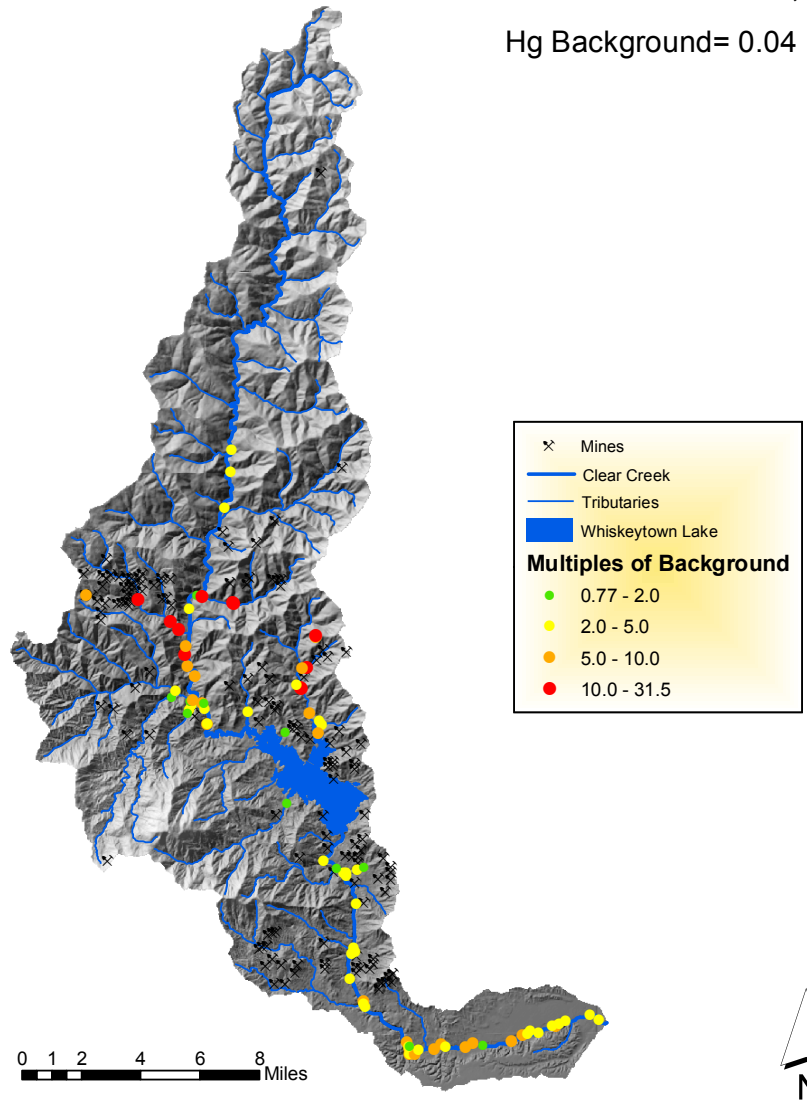 Hg Background= 0.04
Mines
Clear Creek
Tributaries
Whiskeytown Lake
Multiples of Background
0.77 - 2.0
2.0 - 5.0
5.0 - 10.0
10.0 - 31.5
0 1 2 4 6 8
Miles
N